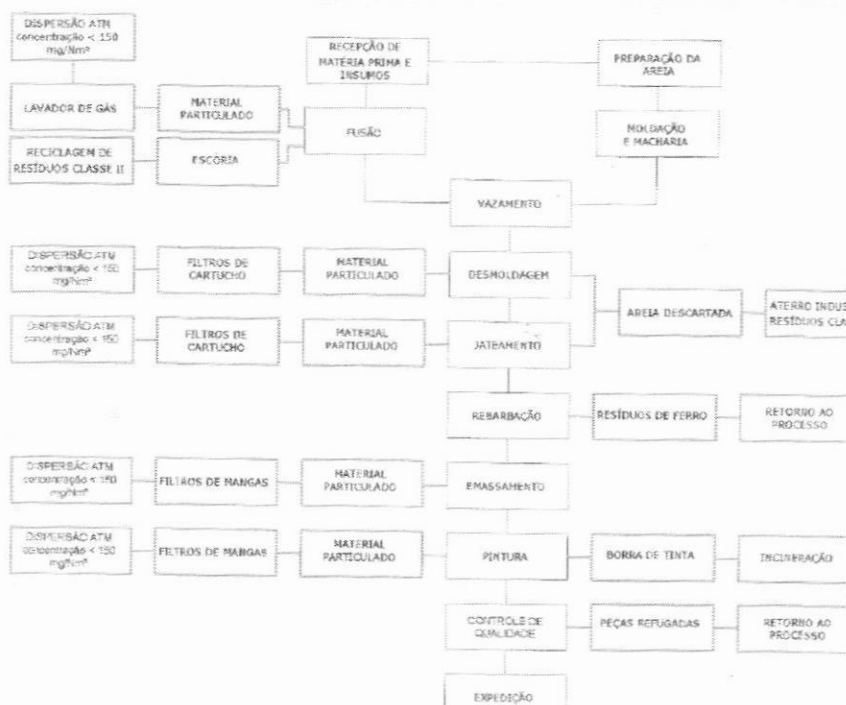 DISPERSÃO ATM
concentração < 150
mg/Nm³
RECEPÇÃO DE
MATÉRIA PRIMA E
INSUMOS
PREPARAÇÃO DA
AREIA
LAVADOR DE GÁS
MATERIAL
PARTICULADO
FUSÃO
MOLDAÇÃO
E MACHARIA
RECICLAGEM DE
RESÍDUOS CLASSE II
ESCÓRIA
VAZAMENTO
DISPERSÃO ATM
concentração < 150
mg/Nm³
FILTROS DE
CARTUCHO
MATERIAL
PARTICULADO
DESMOLDAGEM
AREIA DESCARTADA
ATERRO INDUS
RESÍDUOS CLA
DISPERSÃO ATM
concentração < 150
mg/Nm³
FILTROS DE
CARTUCHO
MATERIAL
PARTICULADO
JATEAMENTO
REBARBAÇÃO
RESÍDUOS DE FERRO
RETORNO AO
PROCESSO
DISPERSÃO ATM
concentração < 150
mg/Nm³
FILTROS DE MANGAS
MATERIAL
PARTICULADO
EMASSAMENTO
DISPERSÃO ATM
concentração < 150
mg/Nm³
FILTROS DE MANGAS
MATERIAL
PARTICULADO
PINTURA
BORRA DE TINTA
INCINERAÇÃO
CONTROLE DE
QUALIDADE
PEÇAS REFUGADAS
RETORNO AO
PROCESSO
EXPEDIÇÃO